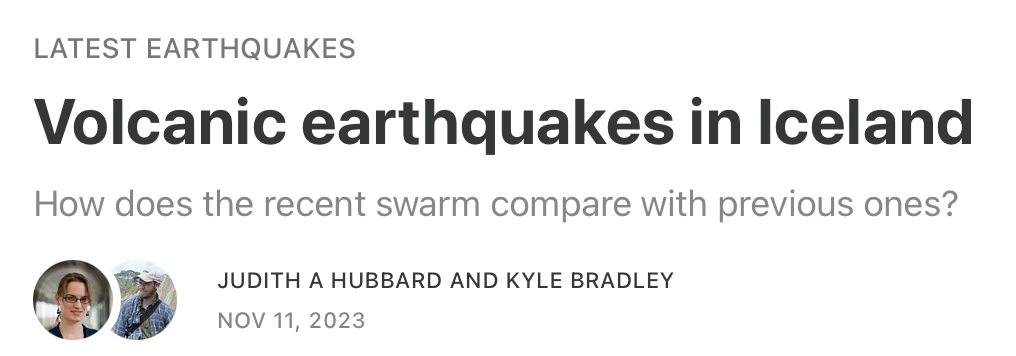 LATEST EARTHQUAKES
Volcanic earthquakes in Iceland
How does the recent swarm compare with previous ones?
JUDITH A HUBBARD AND KYLE BRADLEY
NOV 11, 2023